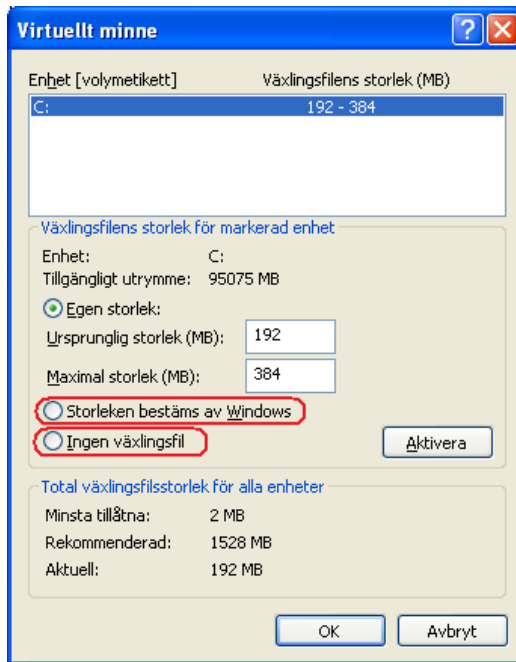 Virtuellt minne
Enhet [volymetikett] Växlingsfilens storlek (MB)
C: 192 - 384
Växlingsfilens storlek för markerad enhet
Enhet: C:
Tillgängligt utrymme: 95075 MB
Egen storlek:
Ursprunglig storlek (MB): 192
Maximal storlek (MB): 384
Storleken bestäms av Windows
Ingen växlingsfil
Aktivera
Total växlingsfilsstorlek för alla enheter
Minsta tillåtna: 2 MB
Rekommenderad: 1528 MB
Aktuell: 192 MB
OK Avbryt